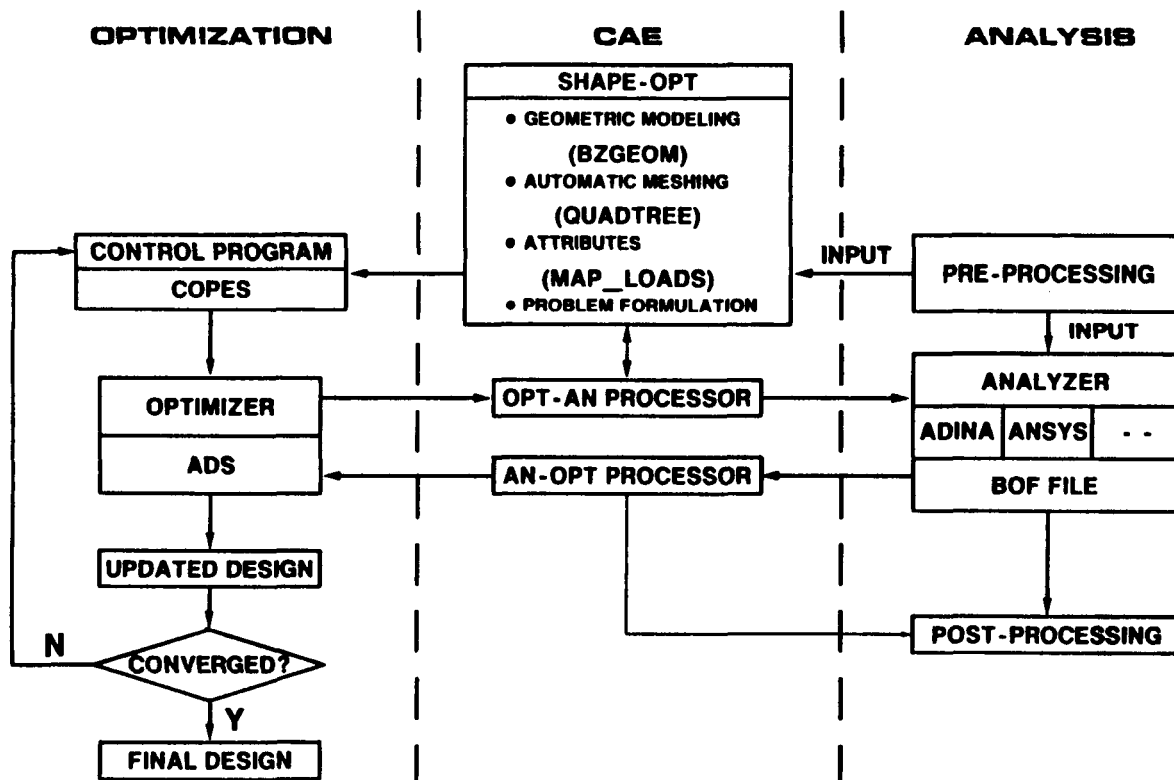 OPTIMIZATION
CAE
ANALYSIS
SHAPE-OPT
• GEOMETRIC MODELING
(BZGEOM)
• AUTOMATIC MESHING
(QUADTREE)
• ATTRIBUTES
(MAP_LOADS)
• PROBLEM FORMULATION
CONTROL PROGRAM
COPES
INPUT
PRE-PROCESSING
INPUT
OPTIMIZER
ADS
OPT-AN PROCESSOR
AN-OPT PROCESSOR
ANALYZER
ADINA
ANSYS
- -
BOF FILE
UPDATED DESIGN
N
CONVERGED?
Y
FINAL DESIGN
POST-PROCESSING